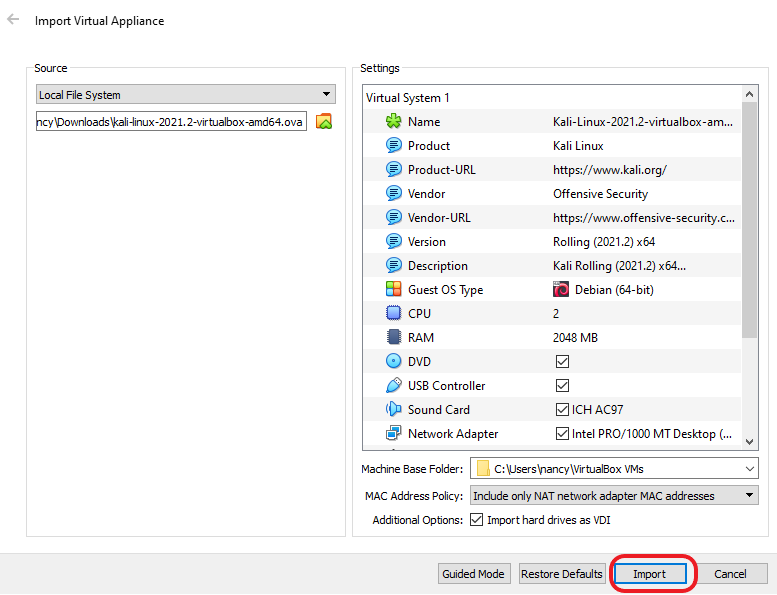 Import Virtual Appliance
Source
Local File System
ncy\Downloads\kali-linux-2021.2-virtualbox-amd64.ova
Settings
Virtual System 1
Name Kali-Linux-2021.2-virtualbox-am...
Product Kali Linux
Product-URL https://www.kali.org/
Vendor Offensive Security
Vendor-URL https://www.offensive-security.c...
Version Rolling (2021.2) x64
Description Kali Rolling (2021.2) x64...
Guest OS Type Debian (64-bit)
CPU 2
RAM 2048 MB
DVD
USB Controller
Sound Card ICH AC97
Network Adapter Intel PRO/1000 MT Desktop (...
Machine Base Folder: C:\Users\nancy\VirtualBox VMs
MAC Address Policy: Include only NAT network adapter MAC addresses
Additional Options: Import hard drives as VDI
Guided Mode Restore Defaults Import Cancel